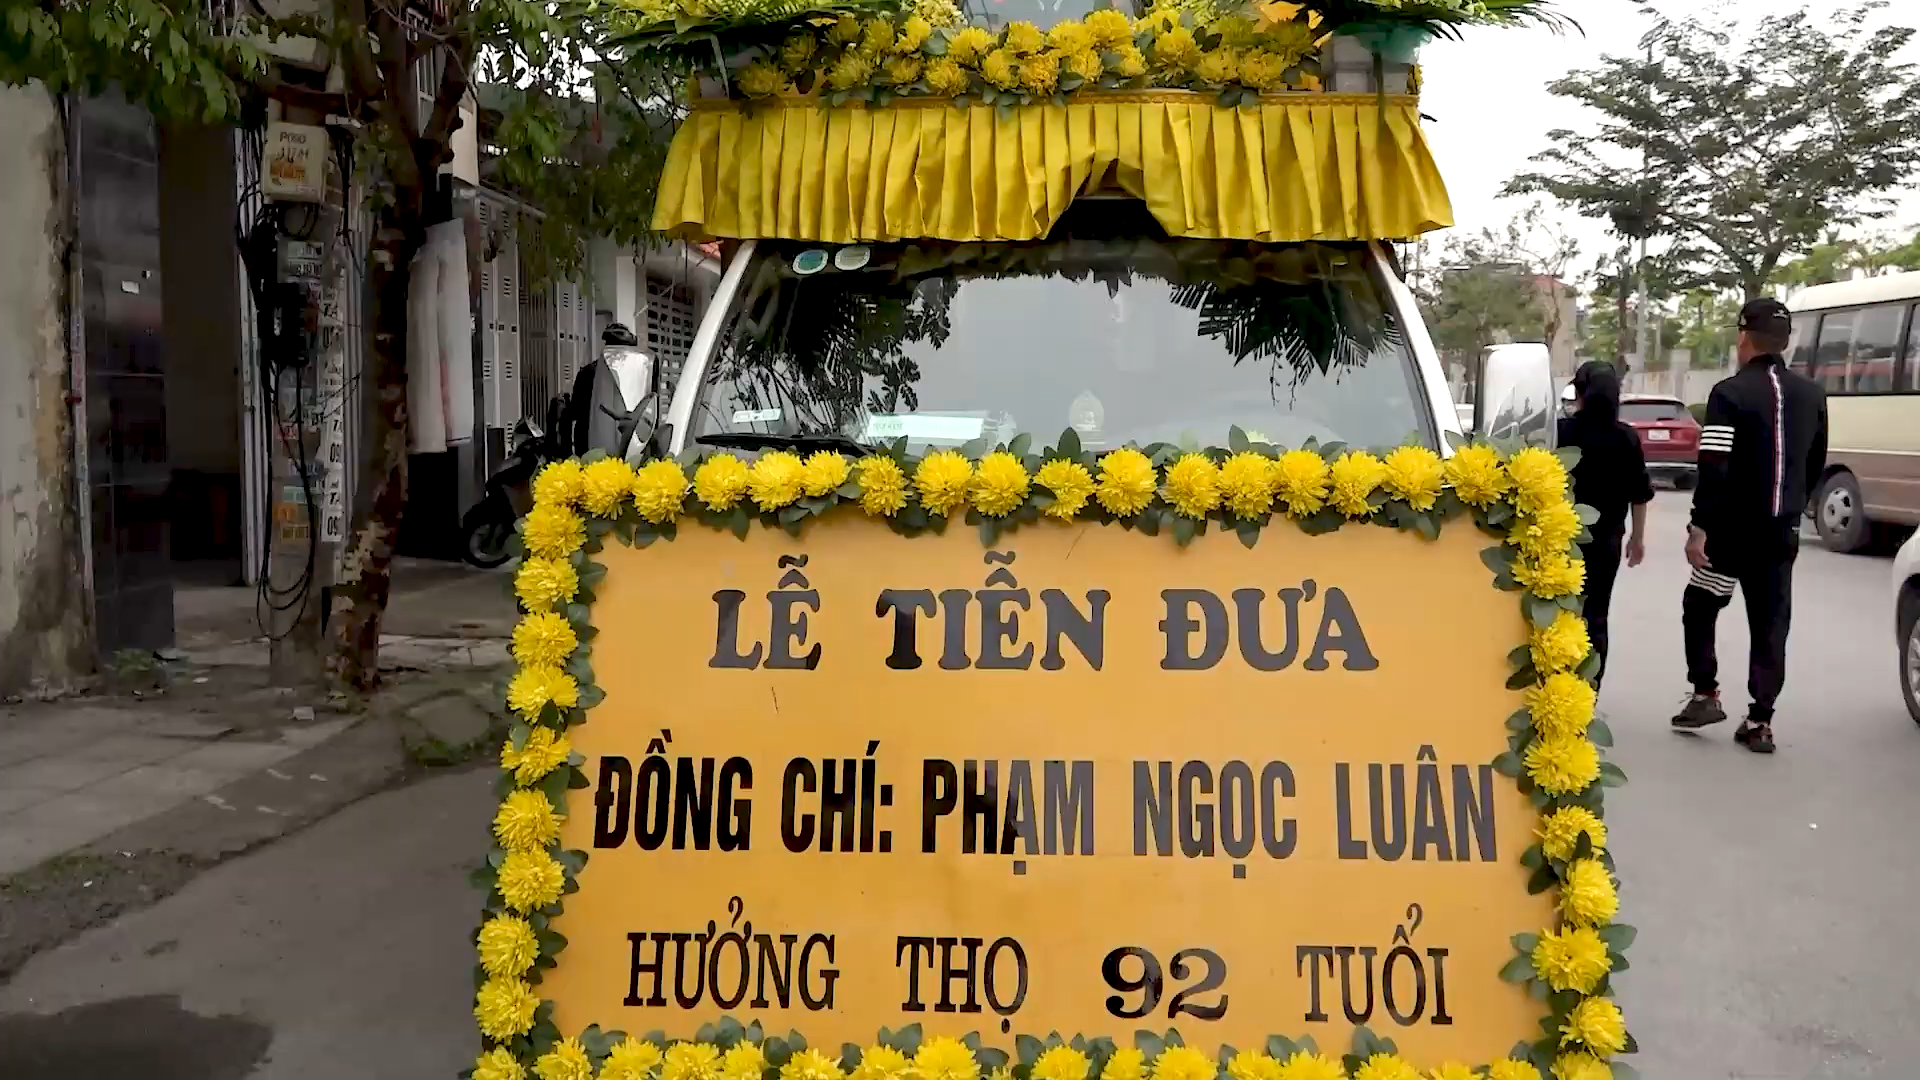 LỄ TIỄN ĐƯA
ĐỒNG CHÍ: PHẠM NGỌC LUÂN
HƯỞNG THỌ 92 TUỔI